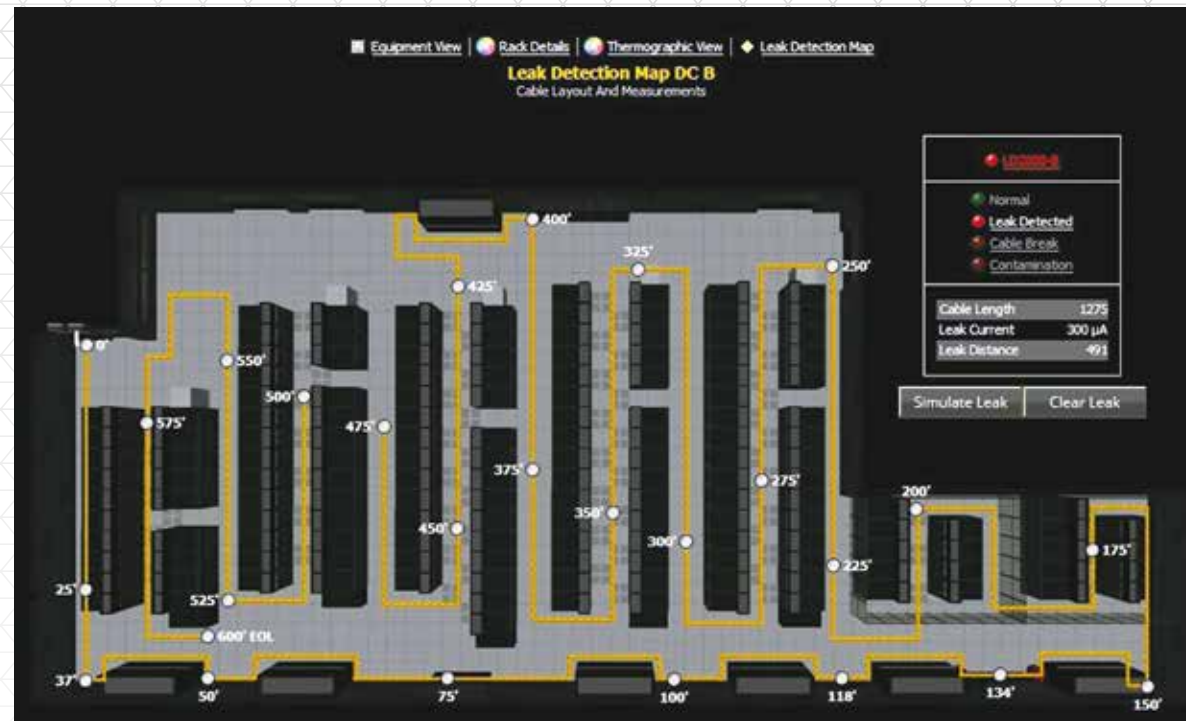 Equipment View | Rack Details | Thermographic View | Leak Detection Map
Leak Detection Map DC B
Cable Layout And Measurements
Normal
Leak Detected
Cable Break
Contamination
Cable Length 1275
Leak Current 300 µA
Leak Distance 491
Simulate Leak Clear Leak
400'
325'
250'
425'
0'
550'
500'
575'
475'
375'
275'
200'
350'
450'
300'
175'
225'
25'
525'
600' EOL
37'
50'
75'
100'
118'
134'
150'